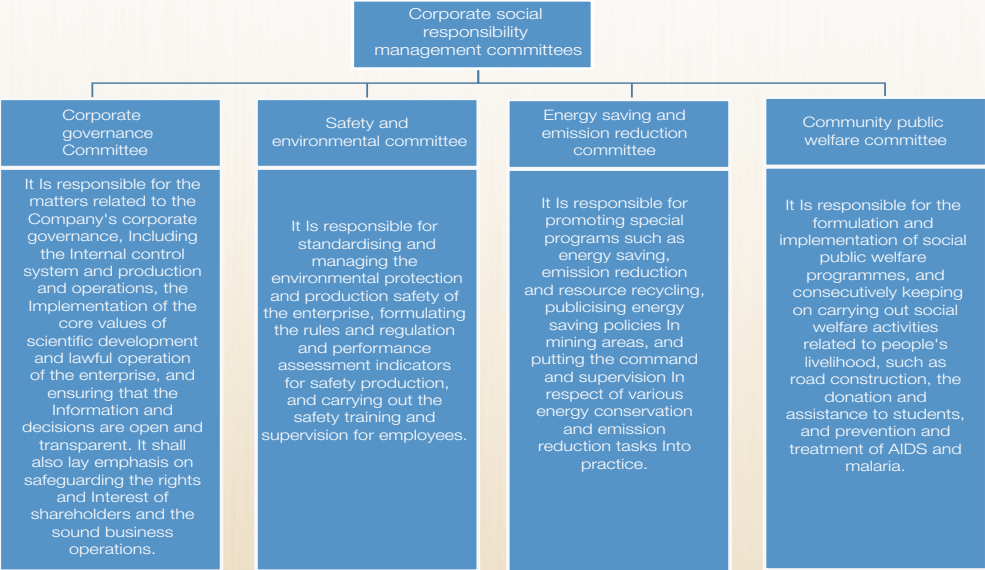 Corporate social
responsibility
management committees
Corporate
governance
Committee
It Is responsible for the
matters related to the
Company's corporate
governance, Including
the Internal control
system and production
and operations, the
Implementation of the
core values of
scientific development
and lawful operation
of the enterprise, and
ensuring that the
Information and
decisions are open and
transparent. It shall
also lay emphasis on
safeguarding the rights
and Interest of
shareholders and the
sound business
operations.
Safety and
environmental committee
It Is responsible for
standardising and
managing the
environmental protection
and production safety of
the enterprise, formulating
the rules and regulation
and performance
assessment indicators
for safety production,
and carrying out the
safety training and
supervision for employees.
Energy saving and
emission reduction
committee
It Is responsible for
promoting special
programs such as
energy saving,
emission reduction
and resource recycling,
publicising energy
saving policies In
mining areas, and
putting the command
and supervision In
respect of various
energy conservation
and emission
reduction tasks Into
practice.
Community public
welfare committee
It Is responsible for the
formulation and
implementation of social
public welfare
programmes, and
consecutively keeping
on carrying out social
welfare activities
related to people's
livelihood, such as
road construction, the
donation and
assistance to students,
and prevention and
treatment of AIDS and
malaria.